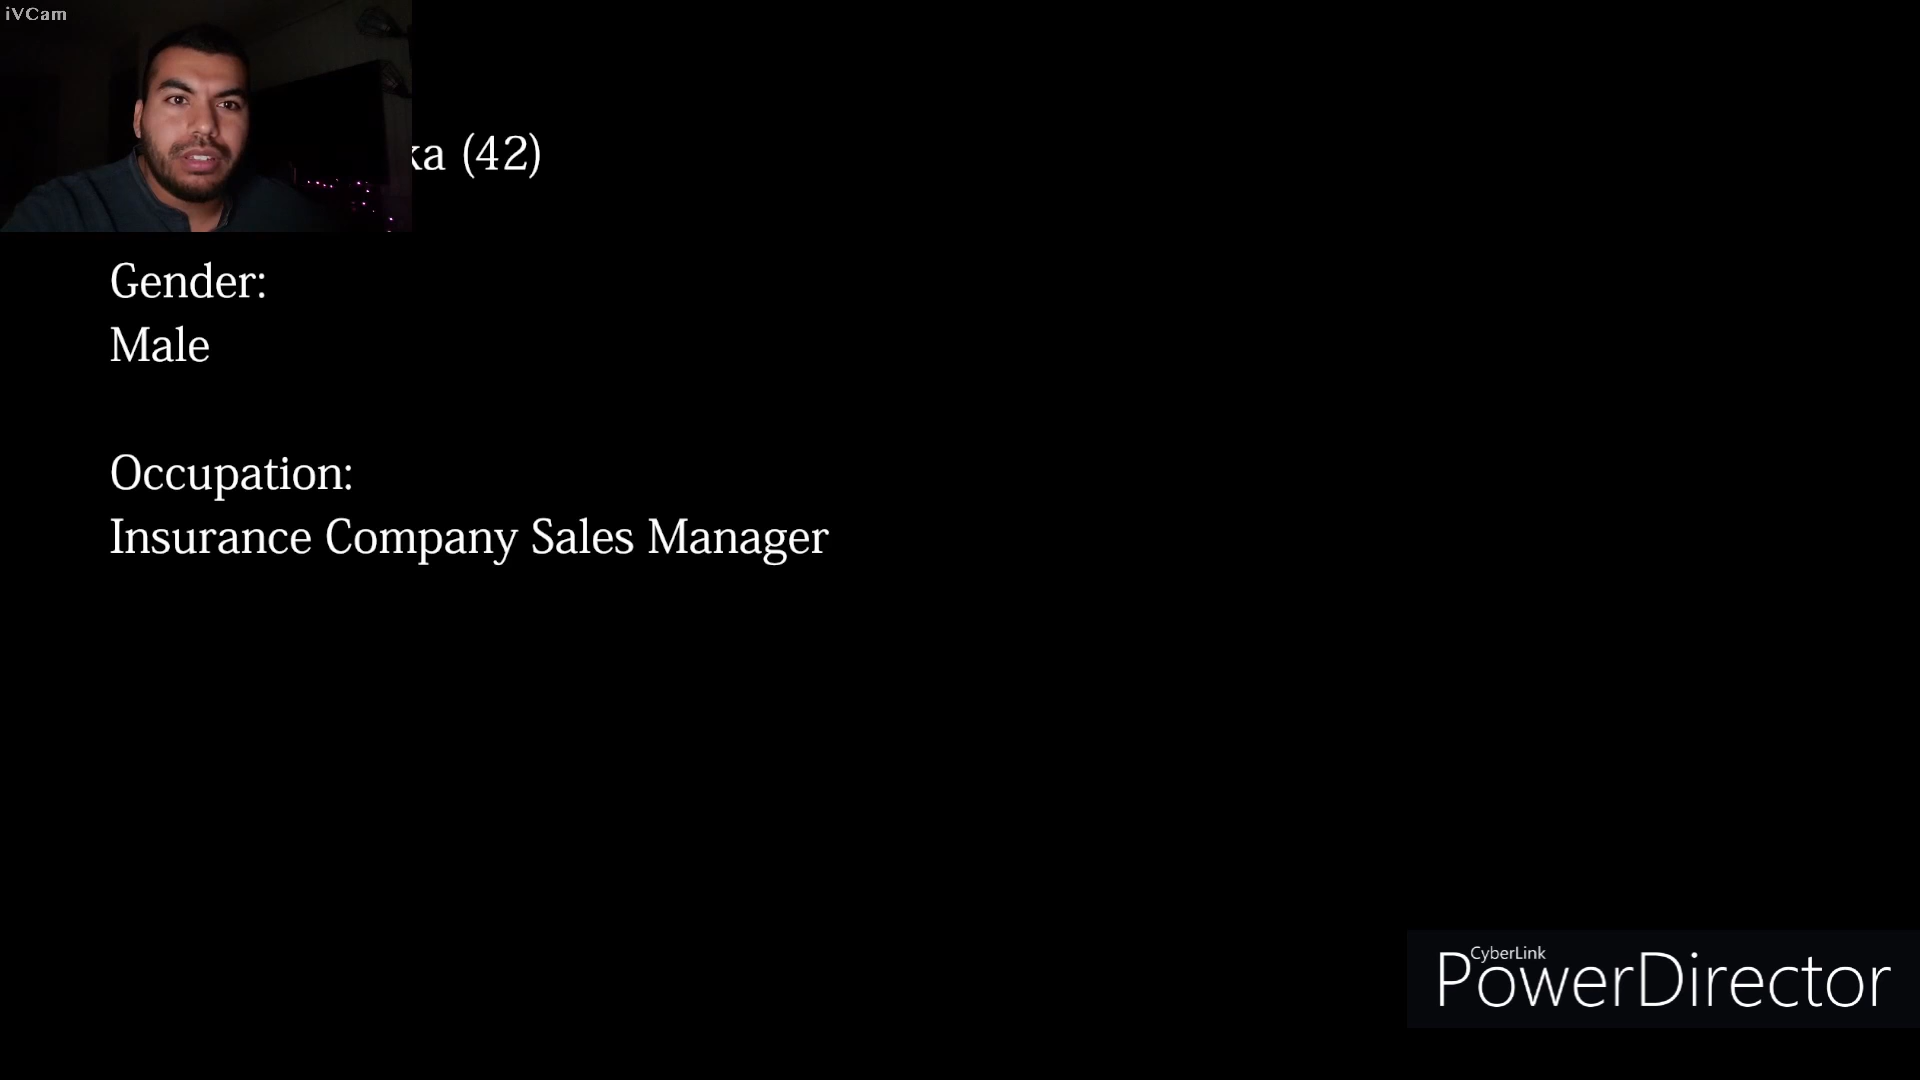 iVCam
ka (42)
Gender:
Male
Occupation:
Insurance Company Sales Manager
CyberLink
PowerDirector